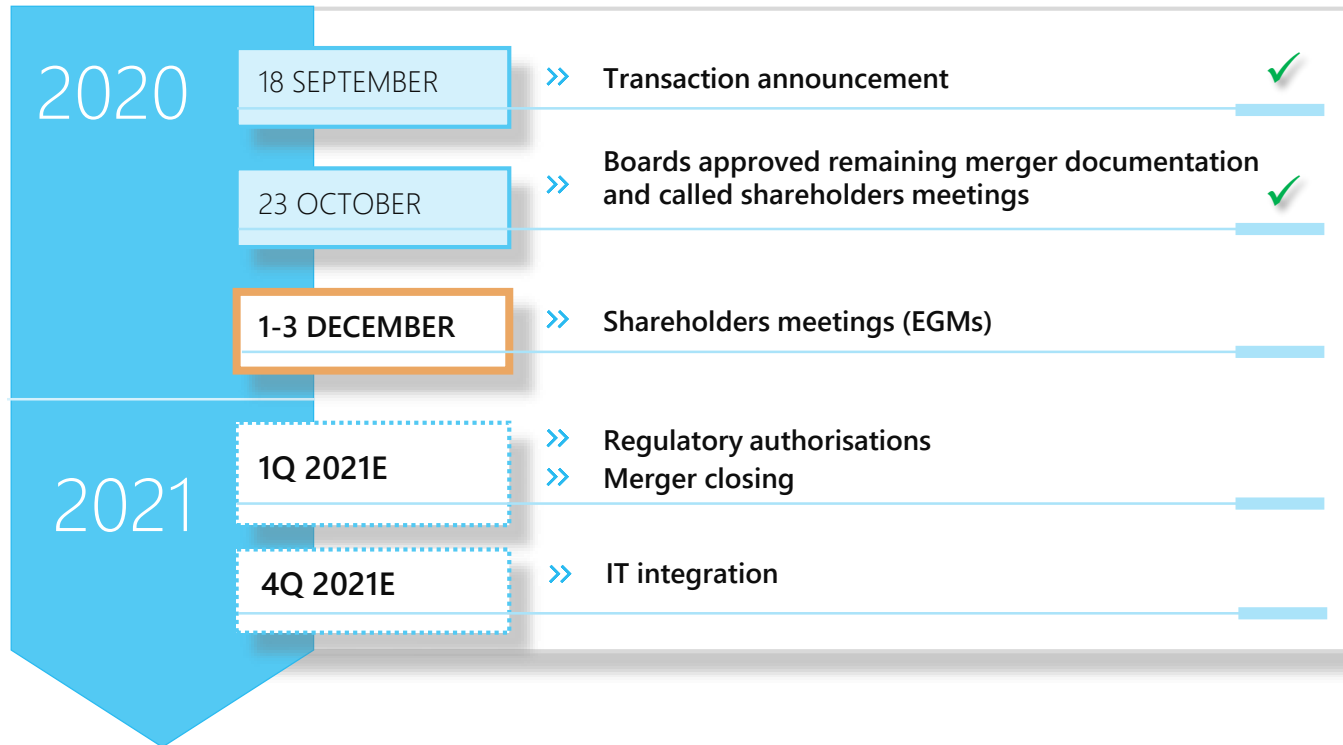 2020
18 SEPTEMBER
Transaction announcement
23 OCTOBER
Boards approved remaining merger documentation
and called shareholders meetings
1-3 DECEMBER
Shareholders meetings (EGMs)
2021
1Q 2021E
Regulatory authorisations
Merger closing
4Q 2021E
IT integration